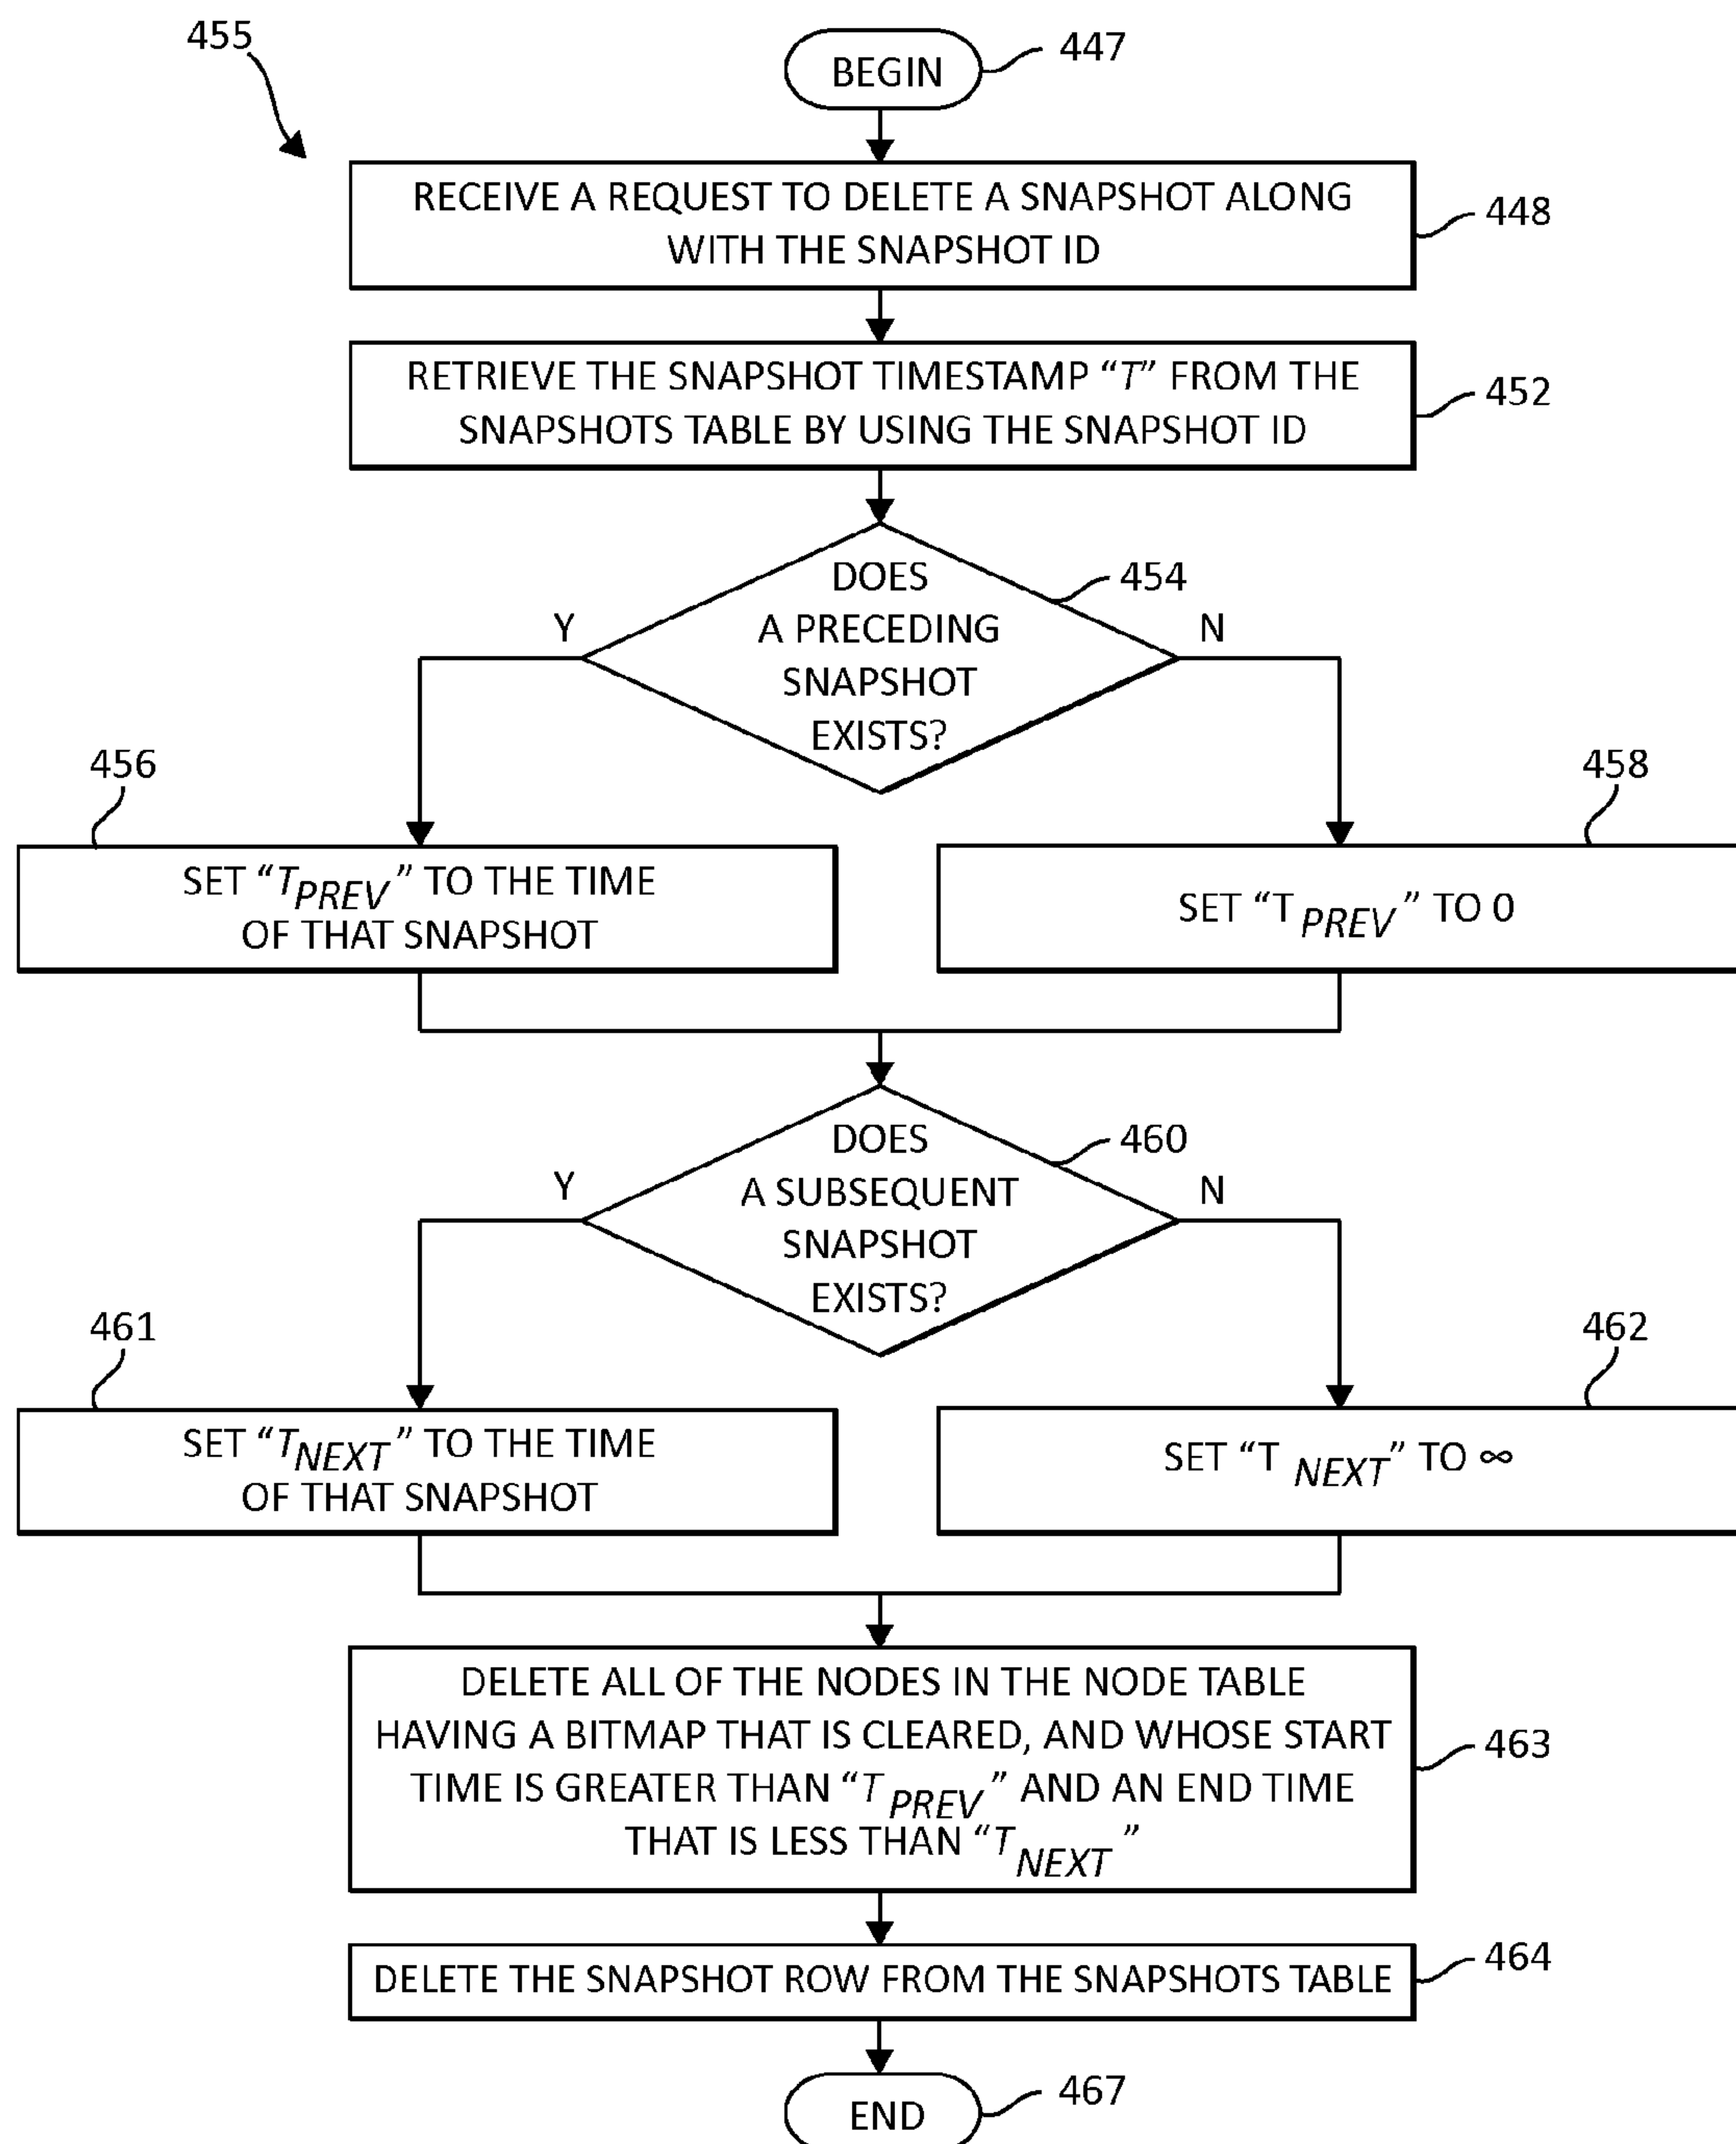 455
BEGIN
447
RECEIVE A REQUEST TO DELETE A SNAPSHOT ALONG
WITH THE SNAPSHOT ID
448
RETRIEVE THE SNAPSHOT TIMESTAMP “T” FROM THE
SNAPSHOTS TABLE BY USING THE SNAPSHOT ID
452
DOES
A PRECEDING
SNAPSHOT
EXISTS?
454
Y
N
456
SET “TPREV” TO THE TIME
OF THAT SNAPSHOT
458
SET “T PREV” TO 0
DOES
A SUBSEQUENT
SNAPSHOT
EXISTS?
460
Y
N
461
SET “TNEXT” TO THE TIME
OF THAT SNAPSHOT
462
SET “T NEXT” TO ∞
DELETE ALL OF THE NODES IN THE NODE TABLE
HAVING A BITMAP THAT IS CLEARED, AND WHOSE START
TIME IS GREATER THAN “T PREV” AND AN END TIME
THAT IS LESS THAN “TNEXT”
463
DELETE THE SNAPSHOT ROW FROM THE SNAPSHOTS TABLE
464
END
467